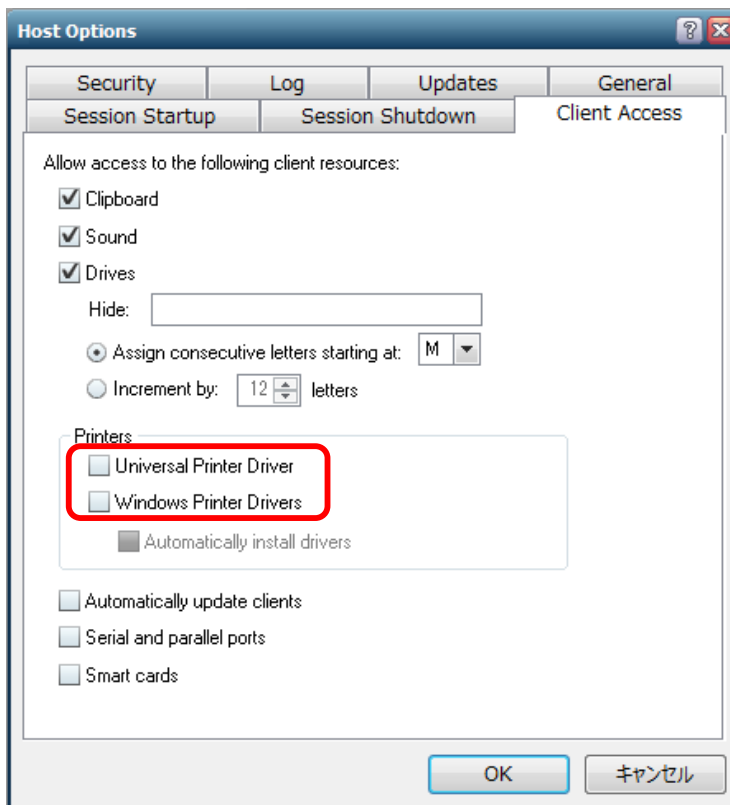 Host Options
Security Log Updates General
Session Startup Session Shutdown Client Access
Allow access to the following client resources:
Clipboard
Sound
Drives
Hide:
Assign consecutive letters starting at: M
Increment by: 12 letters
Printers
Universal Printer Driver
Windows Printer Drivers
Automatically install drivers
Automatically update clients
Serial and parallel ports
Smart cards
OK キャンセル